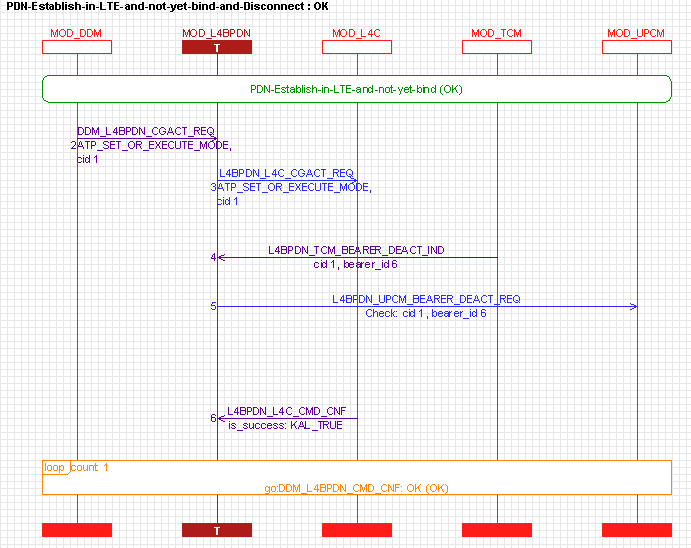 PDN-Establish-in-LTE-and-not-yet-bind-and-Disconnect : OK
MOD_DDM MOD_L4BPDN MOD_L4C MOD_TCM MOD_UPCM
T
PDN-Establish-in-LTE-and-not-yet-bind (OK)
DDM_L4BPDN_CGACT_REQ
2 ATP_SET_OR_EXECUTE_MODE,
cid 1
L4BPDN_L4C_CGACT_REQ
3 ATP_SET_OR_EXECUTE_MODE,
cid 1
L4BPDN_TCM_BEARER_DEACT_IND
4
cid 1, bearer_id 6
L4BPDN_UPCM_BEARER_DEACT_REQ
5
Check: cid 1, bearer_id 6
L4BPDN_L4C_CMD_CNF
6
is_success: KAL_TRUE
loop_count 1
go:DDM_L4BPDN_CMD_CNF: OK (OK)
T